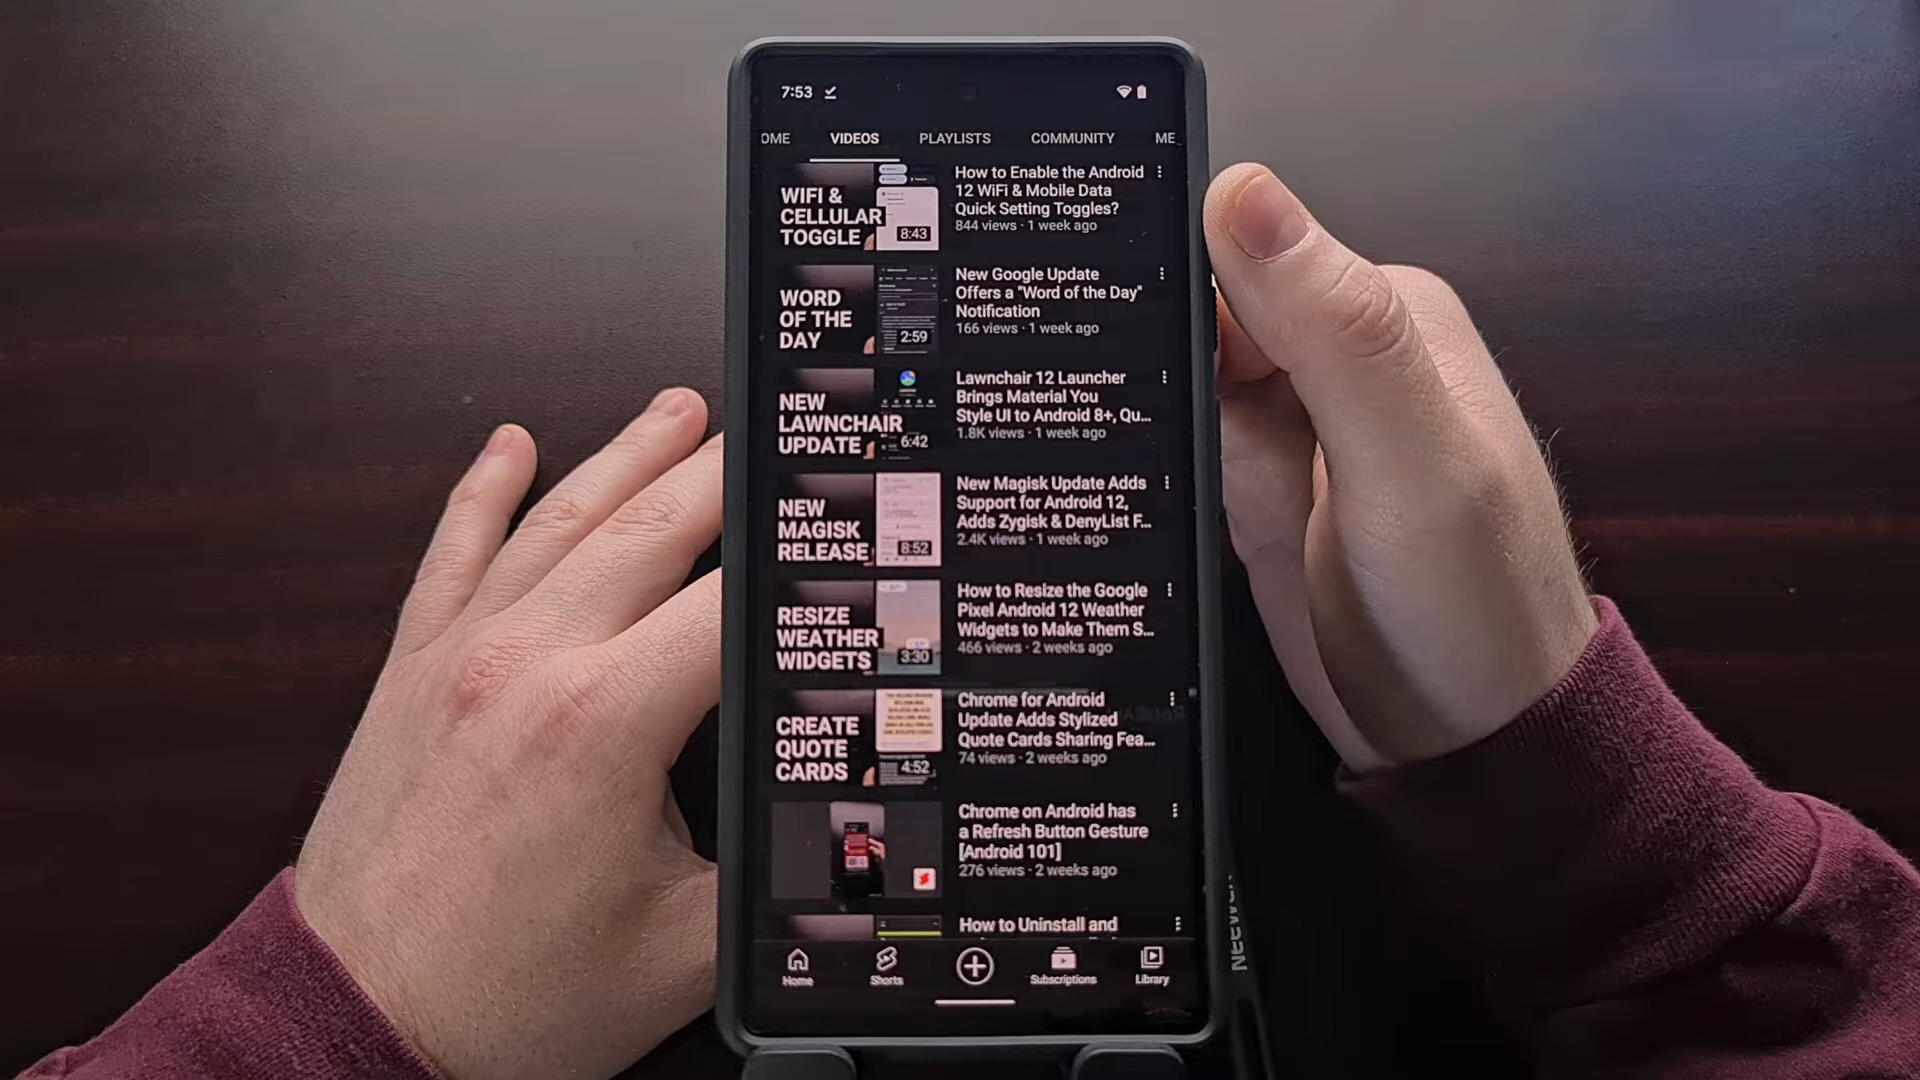 7:53
OME VIDEOS PLAYLISTS COMMUNITY ME
WIFI &
CELLULAR
TOGGLE
8:43
How to Enable the Android
12 WiFi & Mobile Data
Quick Setting Toggles?
844 views · 1 week ago
WORD
OF THE
DAY
2:59
New Google Update
Offers a "Word of the Day"
Notification
166 views · 1 week ago
NEW
LAWNCHAIR
UPDATE
6:42
Lawnchair 12 Launcher
Brings Material You
Style UI to Android 8+, Qu...
1.8K views · 1 week ago
NEW
MAGISK
RELEASE
8:52
New Magisk Update Adds
Support for Android 12,
Adds Zygisk & DenyList F...
2.4K views · 1 week ago
RESIZE
WEATHER
WIDGETS
3:30
How to Resize the Google
Pixel Android 12 Weather
Widgets to Make Them S...
466 views · 2 weeks ago
CREATE
QUOTE
CARDS
4:52
Chrome for Android
Update Adds Stylized
Quote Cards Sharing Fea...
74 views · 2 weeks ago
Chrome on Android has
a Refresh Button Gesture
[Android 101]
276 views · 2 weeks ago
How to Uninstall and
Home Shorts Subscriptions Library
NEEWER